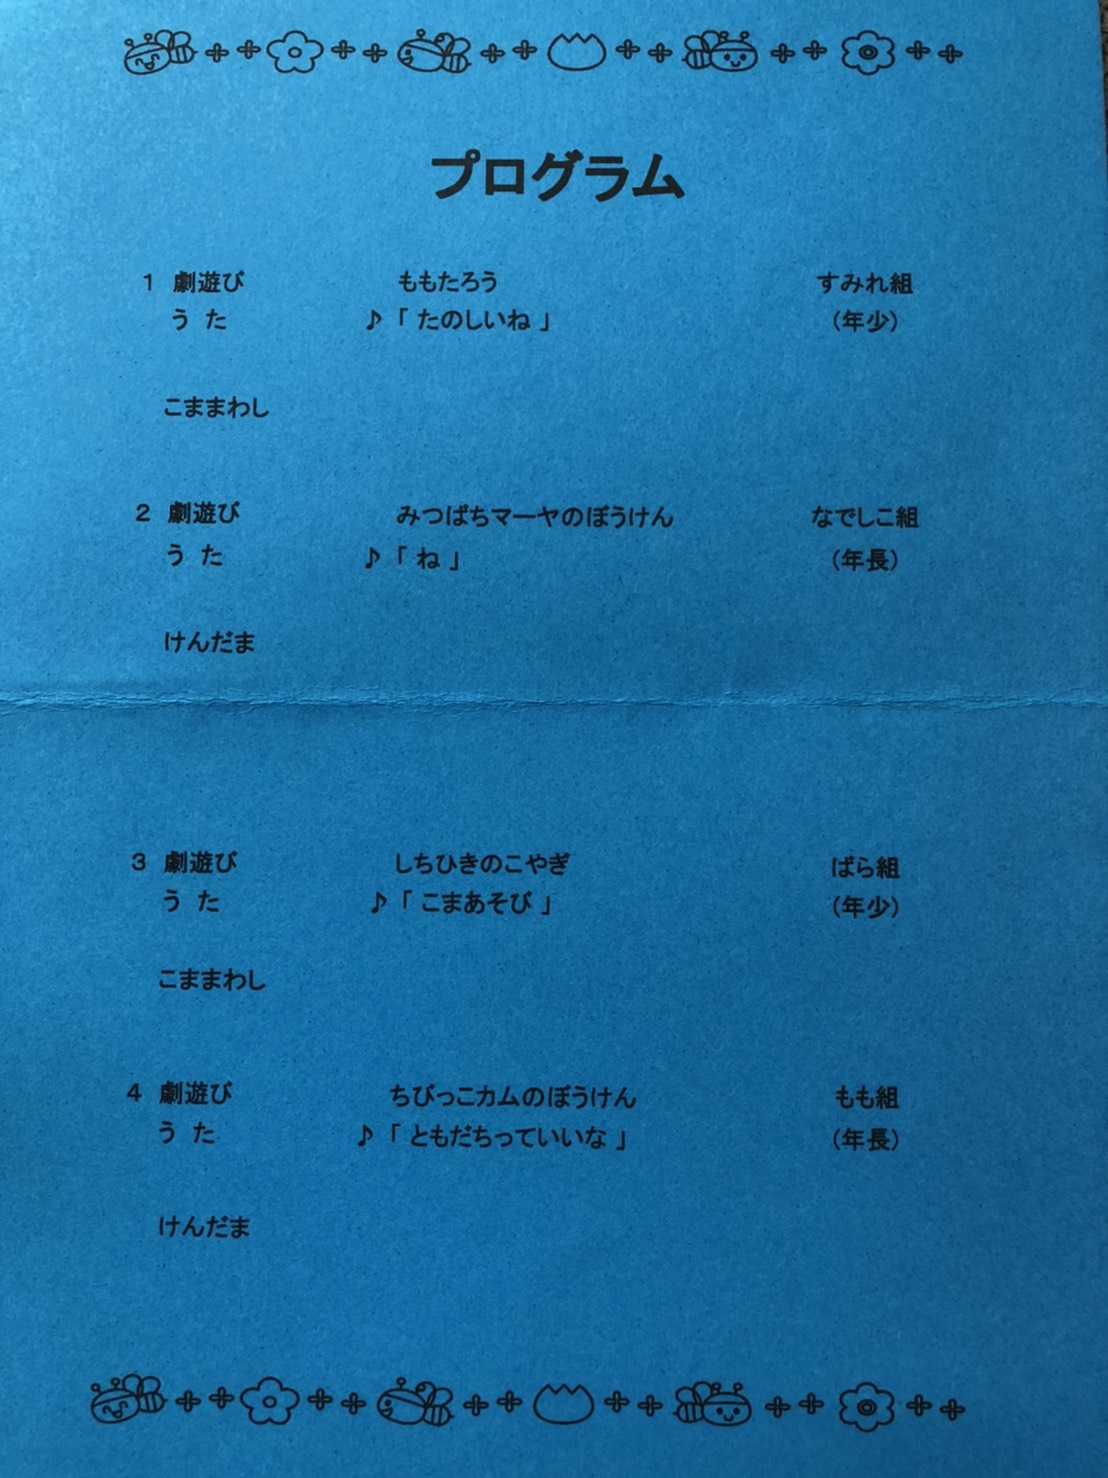 プログラム
1 劇遊び ももたろう すみれ組
うた ♪「たのしいね」 (年少)
こままわし
2 劇遊び みつばちマーヤのぼうけん なでしこ組
うた ♪「ね」 (年長)
けんだま
3 劇遊び しちひきのこやぎ ばら組
うた ♪「こまあそび」 (年少)
こままわし
4 劇遊び ちびっこカムのぼうけん もも組
うた ♪「ともだちっていいな」 (年長)
けんだま